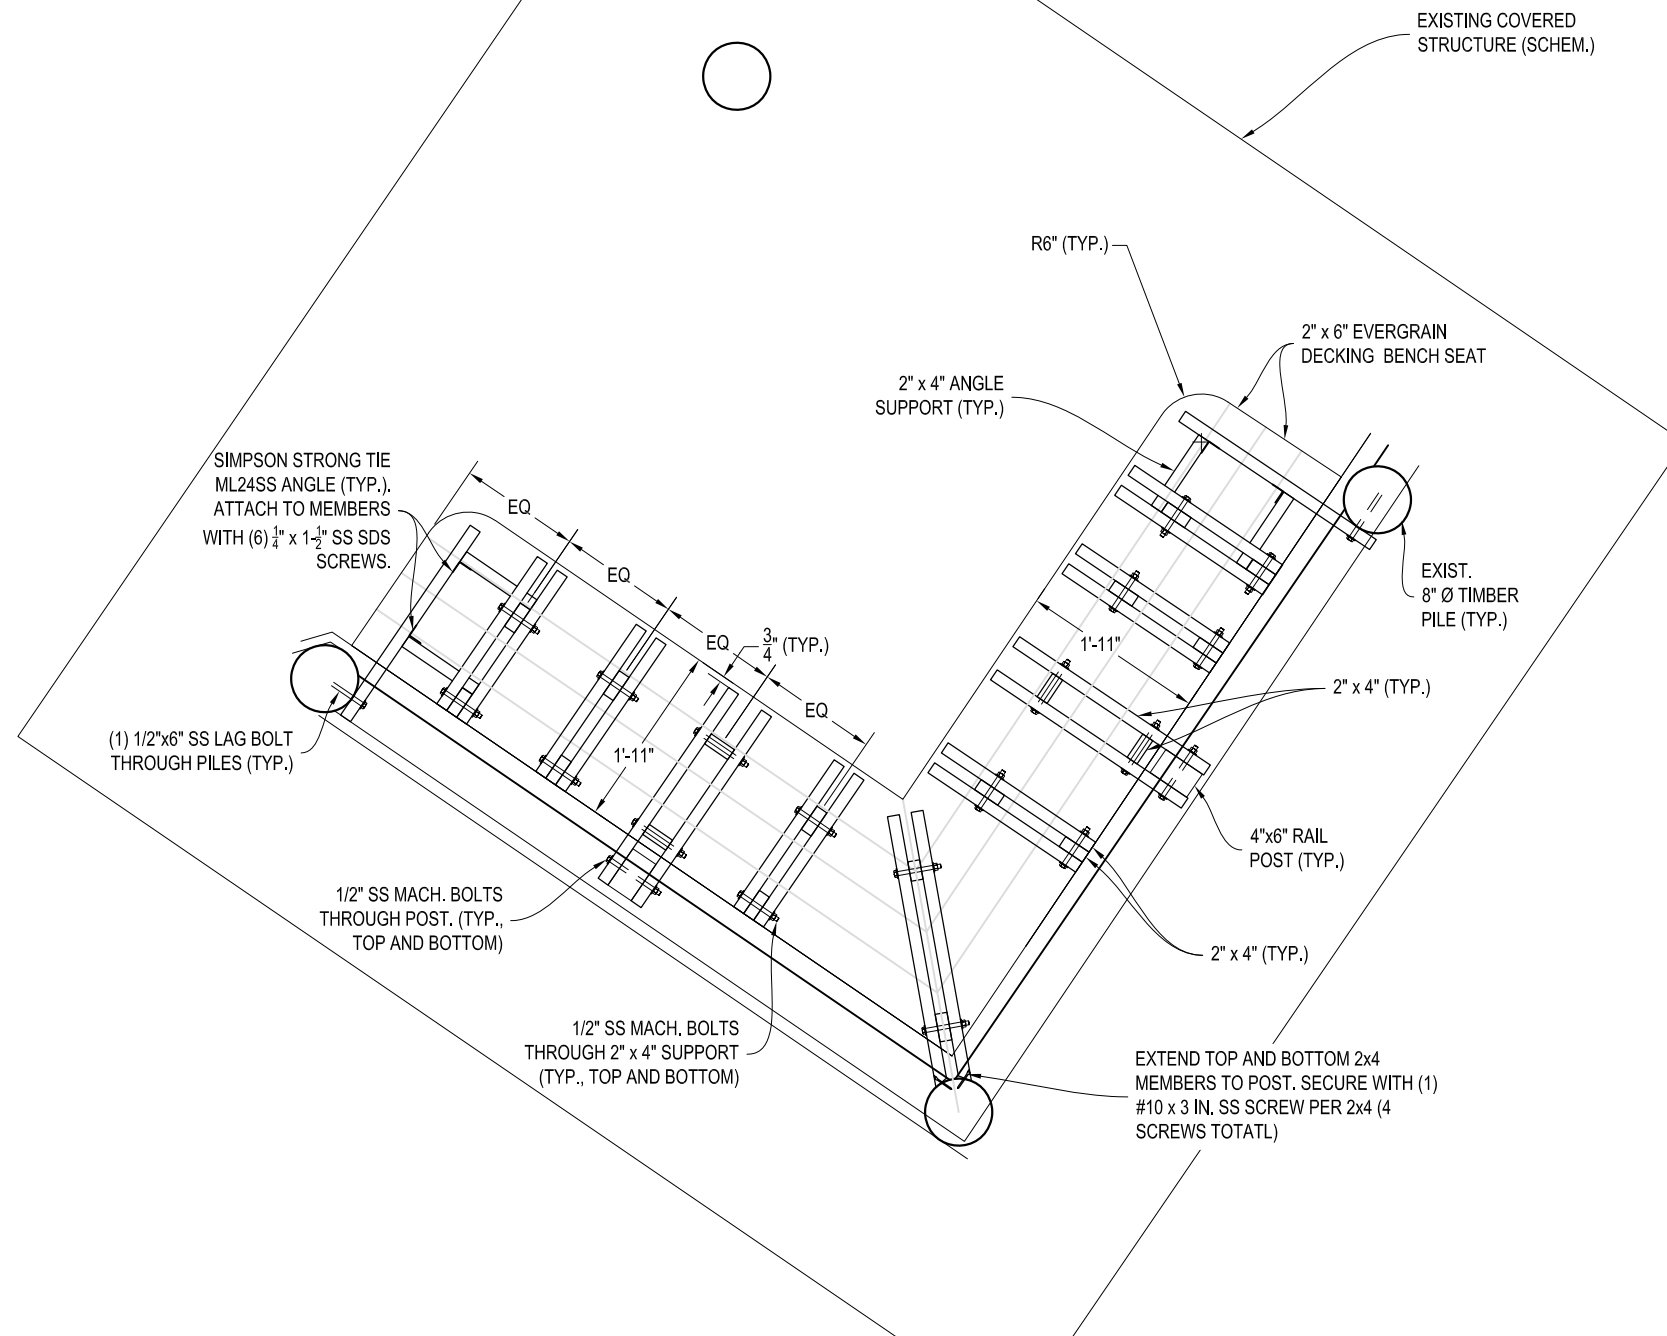 EXISTING COVERED
STRUCTURE (SCHEM.)
R6" (TYP.)
2" x 6" EVERGRAIN
DECKING BENCH SEAT
2" x 4" ANGLE
SUPPORT (TYP.)
SIMPSON STRONG TIE
ML24SS ANGLE (TYP.).
ATTACH TO MEMBERS
WITH (6) 1/4" x 1-1/2" SS SDS
SCREWS.
EQ
EQ
EQ
3/4" (TYP.)
EQ
1'-11"
1'-11"
EXIST.
8" Ø TIMBER
PILE (TYP.)
2" x 4" (TYP.)
(1) 1/2"x6" SS LAG BOLT
THROUGH PILES (TYP.)
4"x6" RAIL
POST (TYP.)
1/2" SS MACH. BOLTS
THROUGH POST. (TYP.,
TOP AND BOTTOM)
2" x 4" (TYP.)
1/2" SS MACH. BOLTS
THROUGH 2" x 4" SUPPORT
(TYP., TOP AND BOTTOM)
EXTEND TOP AND BOTTOM 2x4
MEMBERS TO POST. SECURE WITH (1)
#10 x 3 IN. SS SCREW PER 2x4 (4
SCREWS TOTATL)